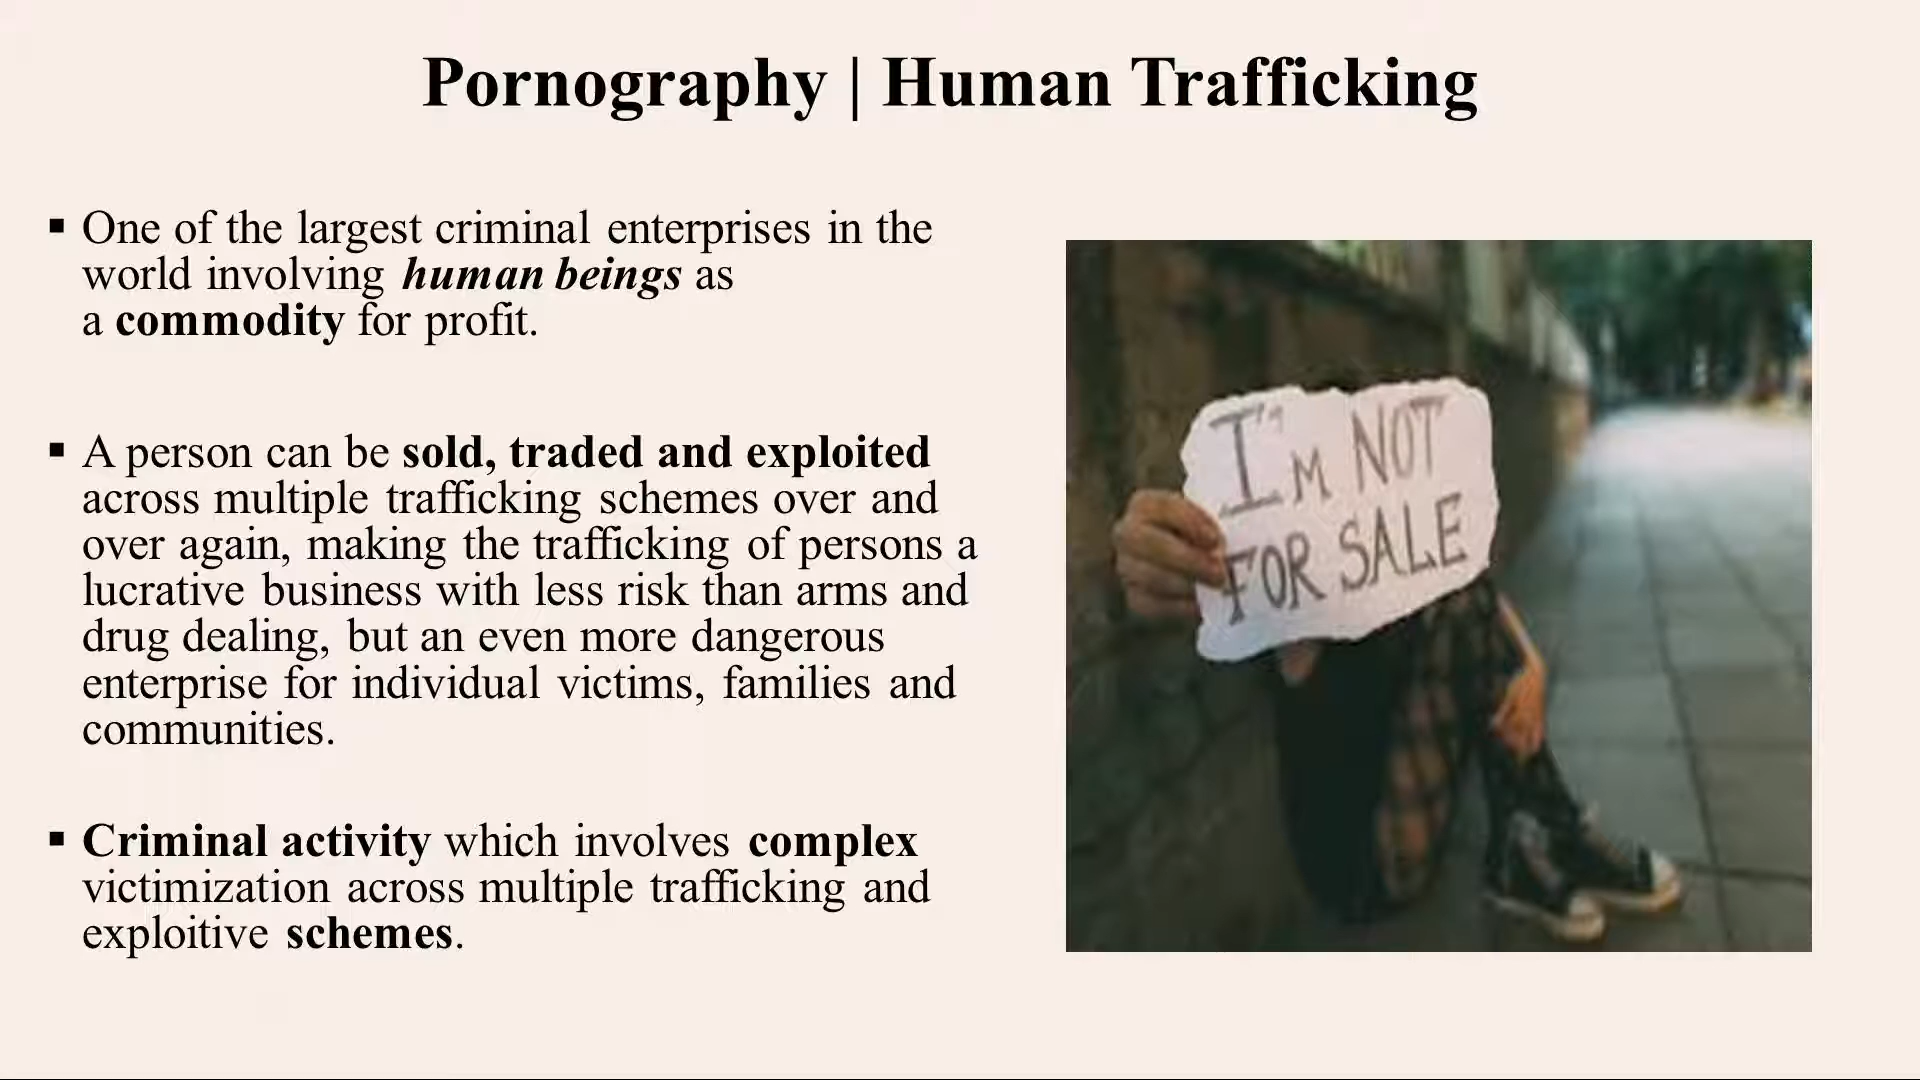 Pornography | Human Trafficking
▪ One of the largest criminal enterprises in the
world involving human beings as
a commodity for profit.
▪ A person can be sold, traded and exploited
across multiple trafficking schemes over and
over again, making the trafficking of persons a
lucrative business with less risk than arms and
drug dealing, but an even more dangerous
enterprise for individual victims, families and
communities.
▪ Criminal activity which involves complex
victimization across multiple trafficking and
exploitive schemes.
I'M NOT
FOR SALE